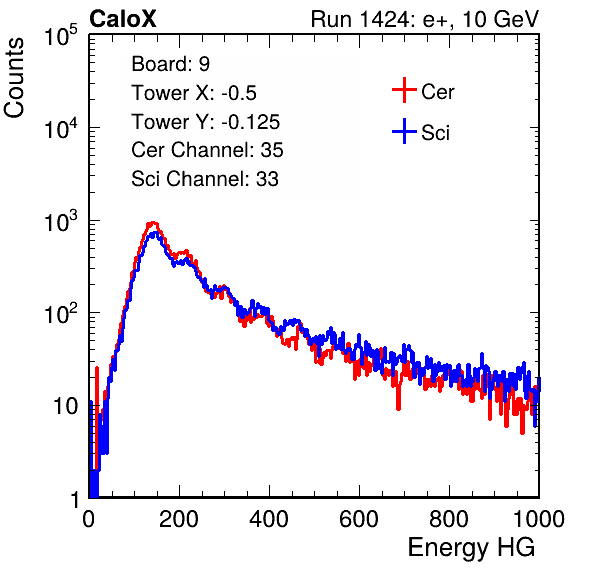 CaloX Run 1424: e+, 10 GeV
Counts
10^5
10^4
10^3
10^2
10
1
Board: 9
Tower X: -0.5
Tower Y: -0.125
Cer Channel: 35
Sci Channel: 33
Cer
Sci
0 200 400 600 800 1000
Energy HG